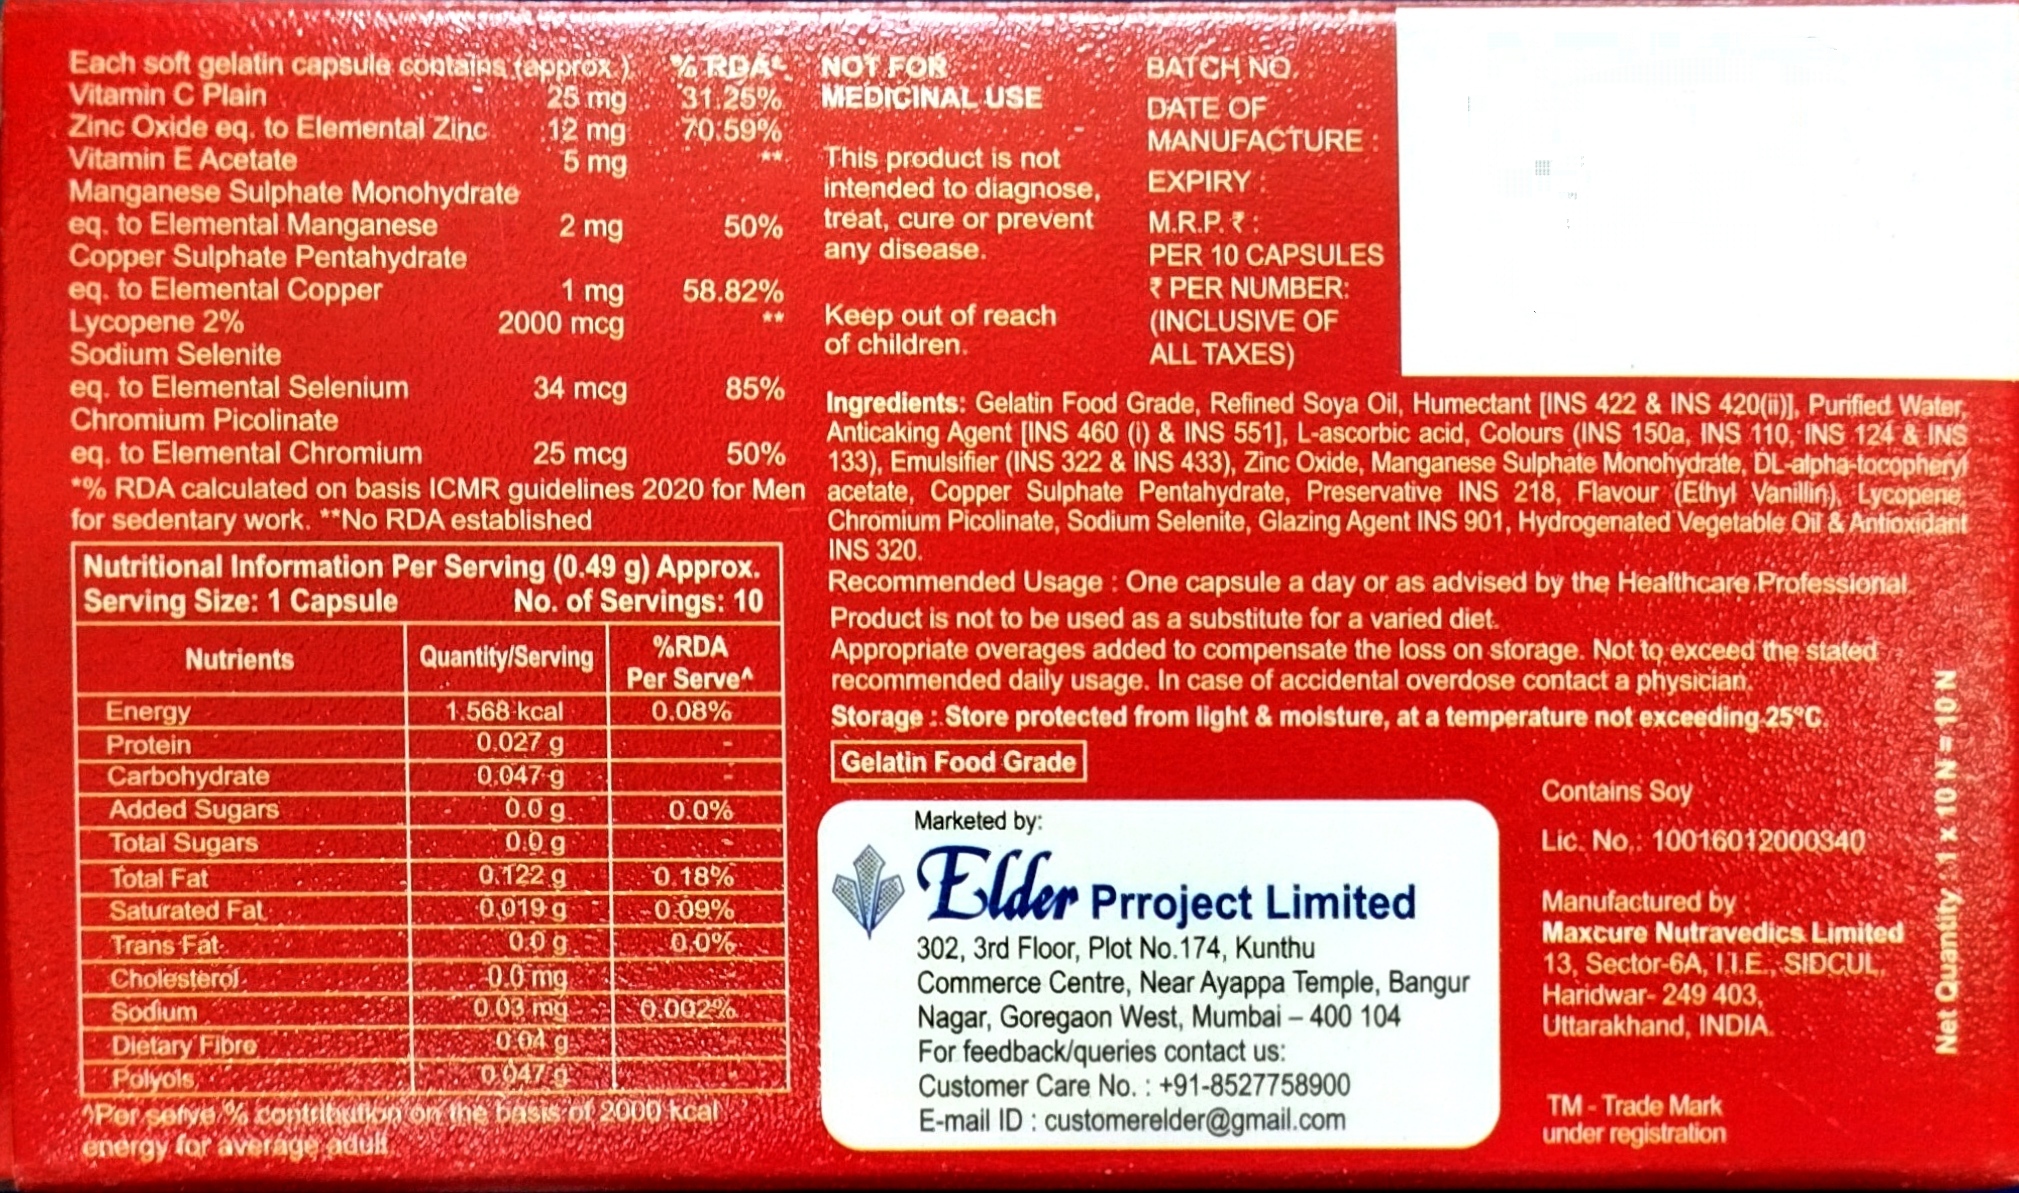 Each soft gelatin capsule contains (approx.) % RDA*
Vitamin C Plain 25 mg 31.25%
Zinc Oxide eq. to Elemental Zinc 12 mg 70.59%
Vitamin E Acetate 5 mg **
Manganese Sulphate Monohydrate
eq. to Elemental Manganese 2 mg 50%
Copper Sulphate Pentahydrate
eq. to Elemental Copper 1 mg 58.82%
Lycopene 2% 2000 mcg **
Sodium Selenite
eq. to Elemental Selenium 34 mcg 85%
Chromium Picolinate
eq. to Elemental Chromium 25 mcg 50%
*% RDA calculated on basis ICMR guidelines 2020 for Men
for sedentary work. **No RDA established
Nutritional Information Per Serving (0.49 g) Approx.
Serving Size: 1 Capsule No. of Servings: 10
Nutrients Quantity/Serving %RDA
Per Serve^
Energy 1.568 kcal 0.08%
Protein 0.027 g -
Carbohydrate 0.047 g -
Added Sugars 0.0 g 0.0%
Total Sugars 0.0 g -
Total Fat 0.122 g 0.18%
Saturated Fat 0.019 g 0.09%
Trans Fat 0.0 g 0.0%
Cholesterol 0.0 mg -
Sodium 0.03 mg 0.002%
Dietary Fibre 0.04 g -
Polyols 0.047 g -
^Per serve % contribution on the basis of 2000 kcal
energy for average adult
NOT FOR
MEDICINAL USE
This product is not
intended to diagnose,
treat, cure or prevent
any disease.
Keep out of reach
of children.
BATCH NO. :
DATE OF
MANUFACTURE :
EXPIRY :
M.R.P. ₹ :
PER 10 CAPSULES
₹ PER NUMBER:
(INCLUSIVE OF
ALL TAXES)
Ingredients: Gelatin Food Grade, Refined Soya Oil, Humectant [INS 422 & INS 420(ii)], Purified Water,
Anticaking Agent [INS 460 (i) & INS 551], L-ascorbic acid, Colours (INS 150a, INS 110, INS 124 & INS
133), Emulsifier (INS 322 & INS 433), Zinc Oxide, Manganese Sulphate Monohydrate, DL-alpha-tocopheryl
acetate, Copper Sulphate Pentahydrate, Preservative INS 218, Flavour (Ethyl Vanillin), Lycopene,
Chromium Picolinate, Sodium Selenite, Glazing Agent INS 901, Hydrogenated Vegetable Oil & Antioxidant
INS 320.
Recommended Usage : One capsule a day or as advised by the Healthcare Professional.
Product is not to be used as a substitute for a varied diet.
Appropriate overages added to compensate the loss on storage. Not to exceed the stated
recommended daily usage. In case of accidental overdose contact a physician.
Storage : Store protected from light & moisture, at a temperature not exceeding 25°C.
Gelatin Food Grade
Marketed by:
Elder Prroject Limited
302, 3rd Floor, Plot No.174, Kunthu
Commerce Centre, Near Ayappa Temple, Bangur
Nagar, Goregaon West, Mumbai – 400 104
For feedback/queries contact us:
Customer Care No. : +91-8527758900
E-mail ID : customerelder@gmail.com
Contains Soy
Lic. No.: 10016012000340
Manufactured by :
Maxcure Nutravedics Limited
13, Sector-6A, I.I.E., SIDCUL,
Haridwar- 249 403,
Uttarakhand, INDIA.
TM - Trade Mark
under registration
Net Quantity : 1 x 10 N = 10 N